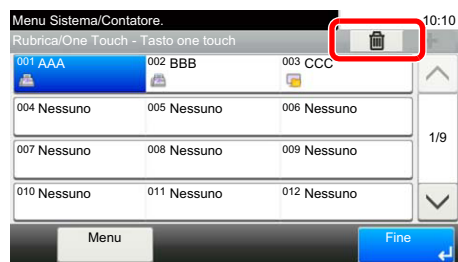 Menu Sistema/Contatore. 10:10
Rubrica/One Touch - Tasto one touch
001 AAA 002 BBB 003 CCC
004 Nessuno 005 Nessuno 006 Nessuno
1/9
007 Nessuno 008 Nessuno 009 Nessuno
010 Nessuno 011 Nessuno 012 Nessuno
Menu Fine